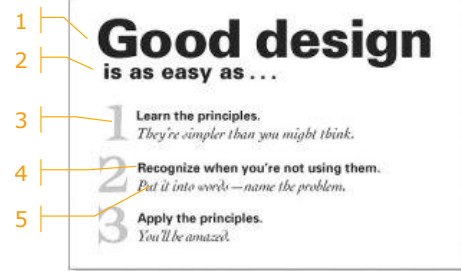 1
Good design
2
is as easy as . . .
3
1
Learn the principles.
They're simpler than you might think.
4
2
Recognize when you're not using them.
5
Put it into words—name the problem.
3
Apply the principles.
You'll be amazed.